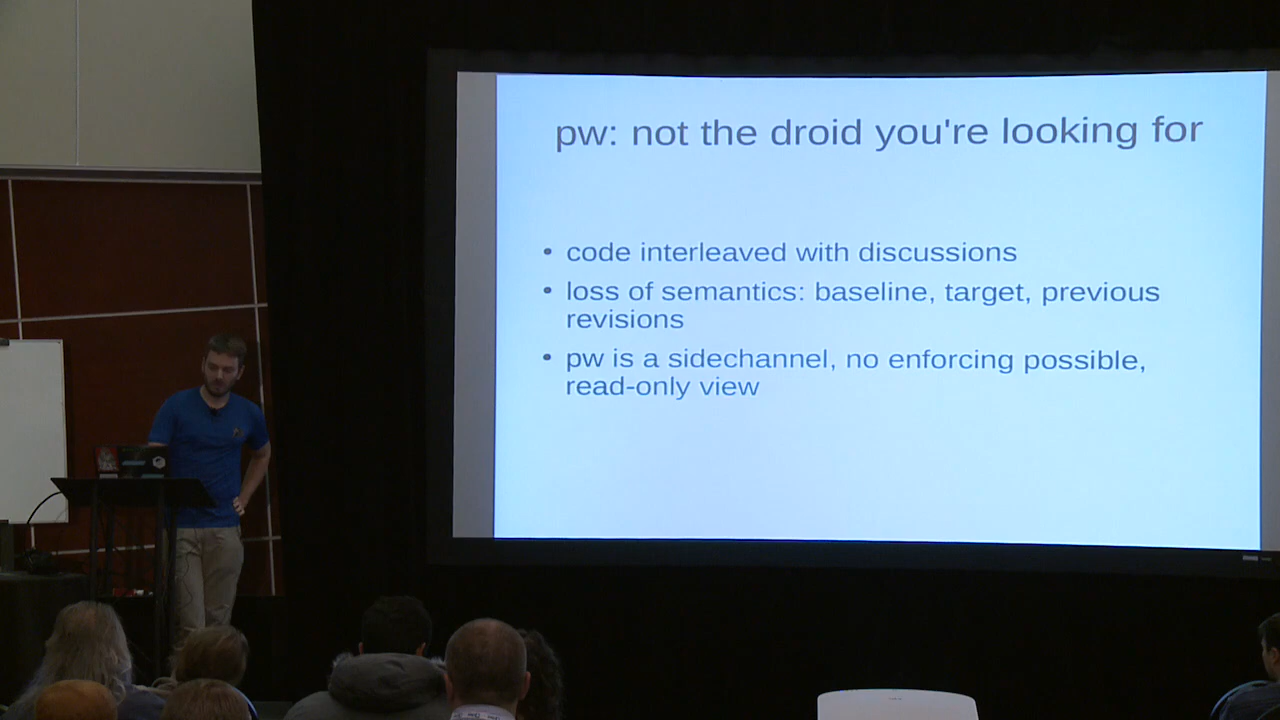 pw: not the droid you're looking for
• code interleaved with discussions
• loss of semantics: baseline, target, previous
revisions
• pw is a sidechannel, no enforcing possible,
read-only view